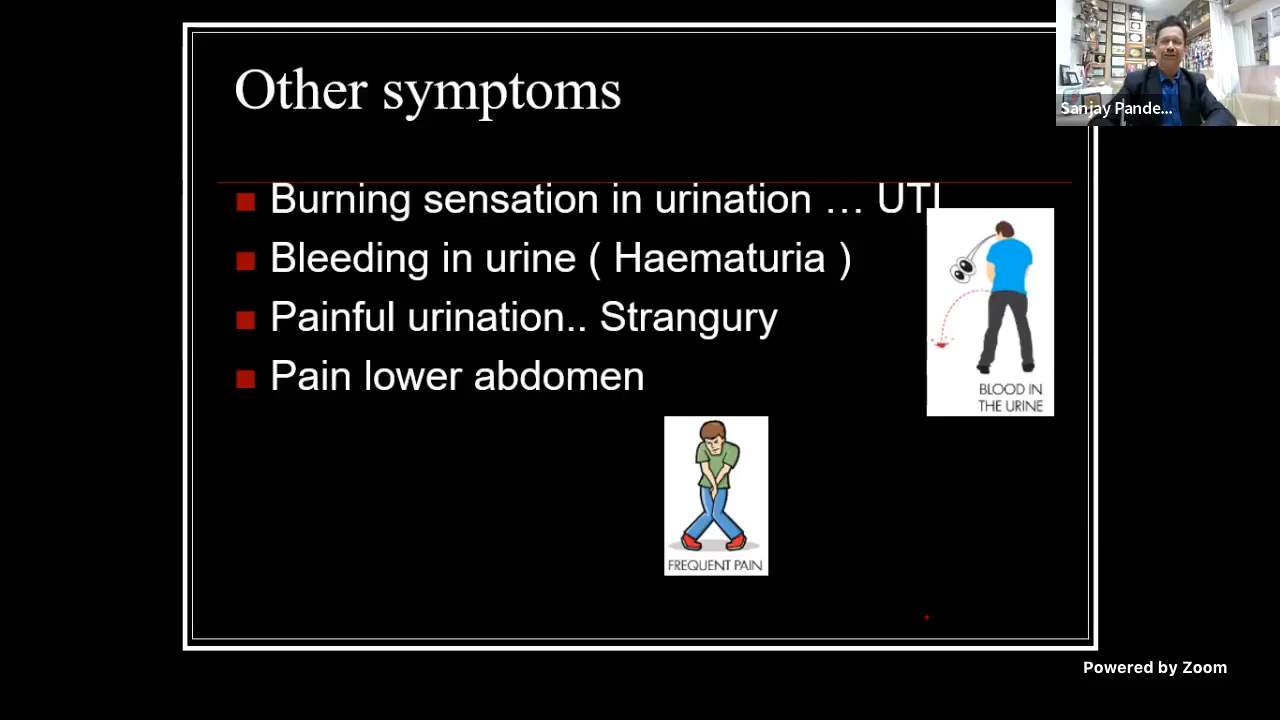 Other symptoms
Sanjay Pande...
Burning sensation in urination ... UTI
Bleeding in urine ( Haematuria )
Painful urination.. Strangury
Pain lower abdomen
BLOOD IN
THE URINE
FREQUENT PAIN
Powered by Zoom